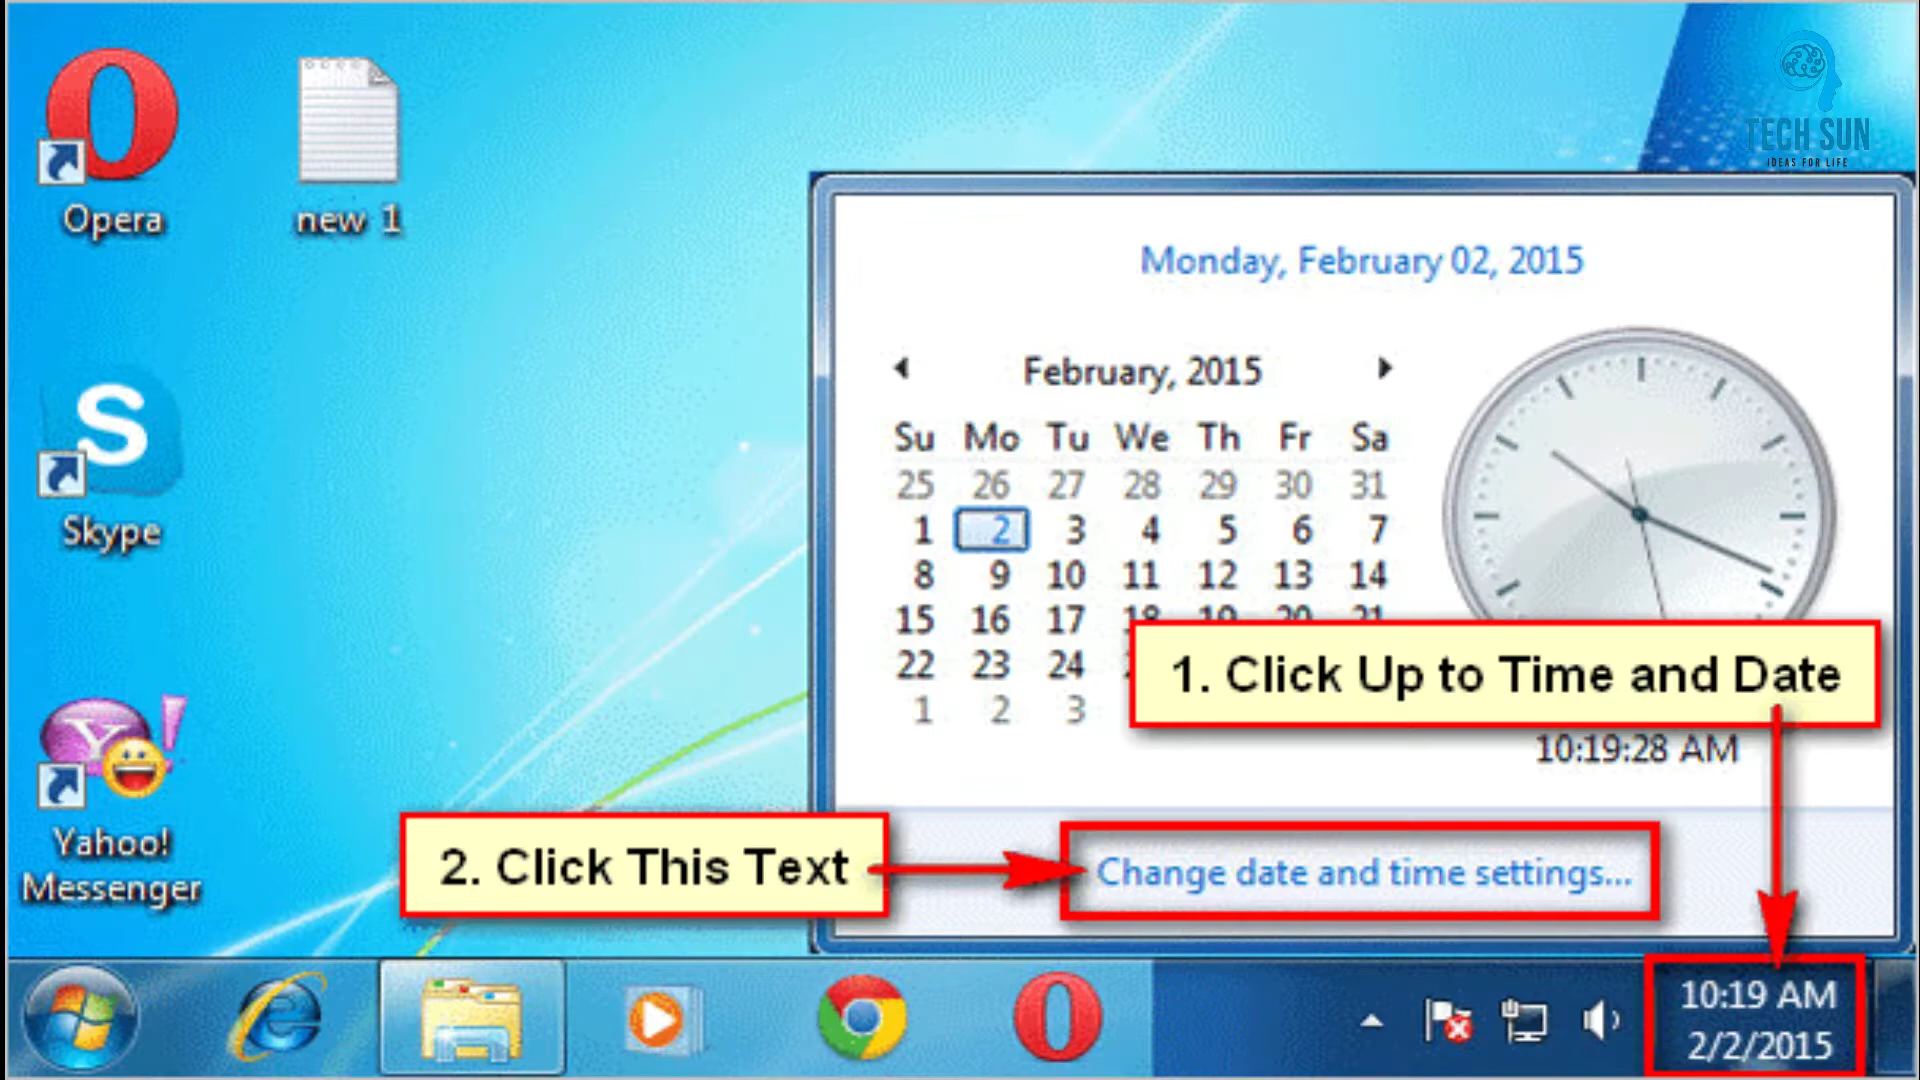 TECH SUN
IDEAS FOR LIFE
Opera
new 1
Skype
Yahoo!
Messenger
Monday, February 02, 2015
February, 2015
Su Mo Tu We Th Fr Sa
25 26 27 28 29 30 31
1 2 3 4 5 6 7
8 9 10 11 12 13 14
15 16 17 18 19 20 21
22 23 24
1 2 3
1. Click Up to Time and Date
10:19:28 AM
2. Click This Text
Change date and time settings...
10:19 AM
2/2/2015